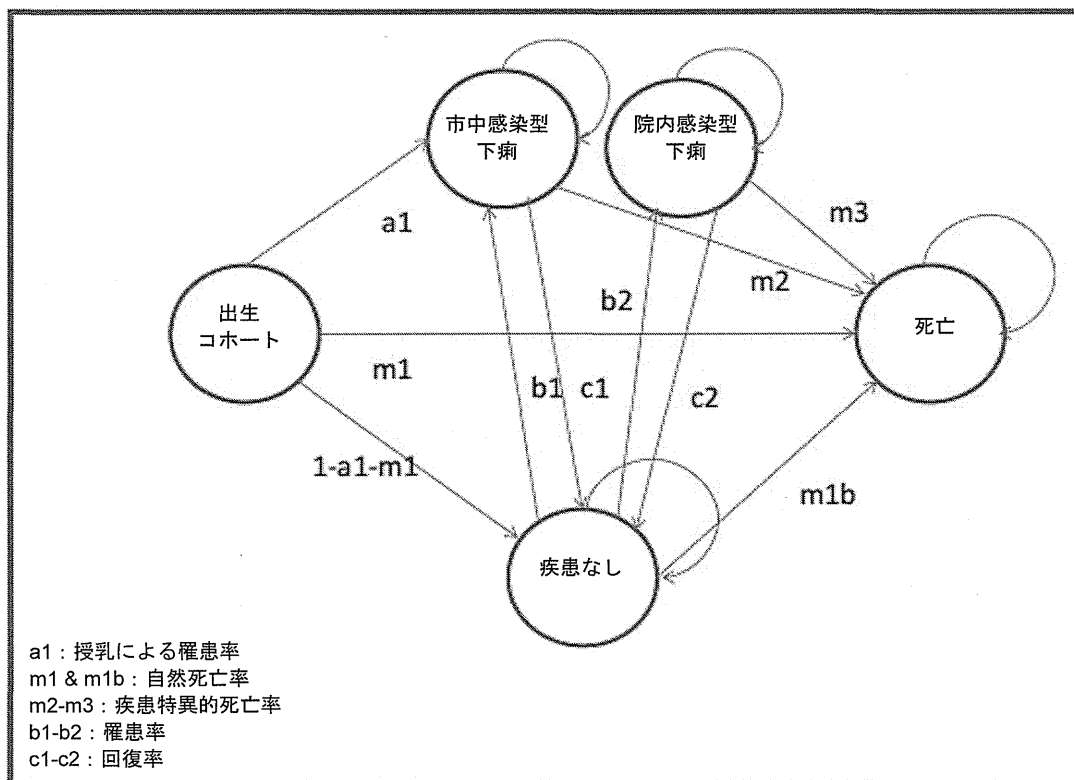 市中感染型
下痢
院内感染型
下痢
a1
m3
m2
出生
コホート
b2
死亡
m1
b1
c1
c2
1-a1-m1
m1b
疾患なし
a1：授乳による罹患率
m1 & m1b：自然死亡率
m2-m3：疾患特異的死亡率
b1-b2：罹患率
c1-c2：回復率